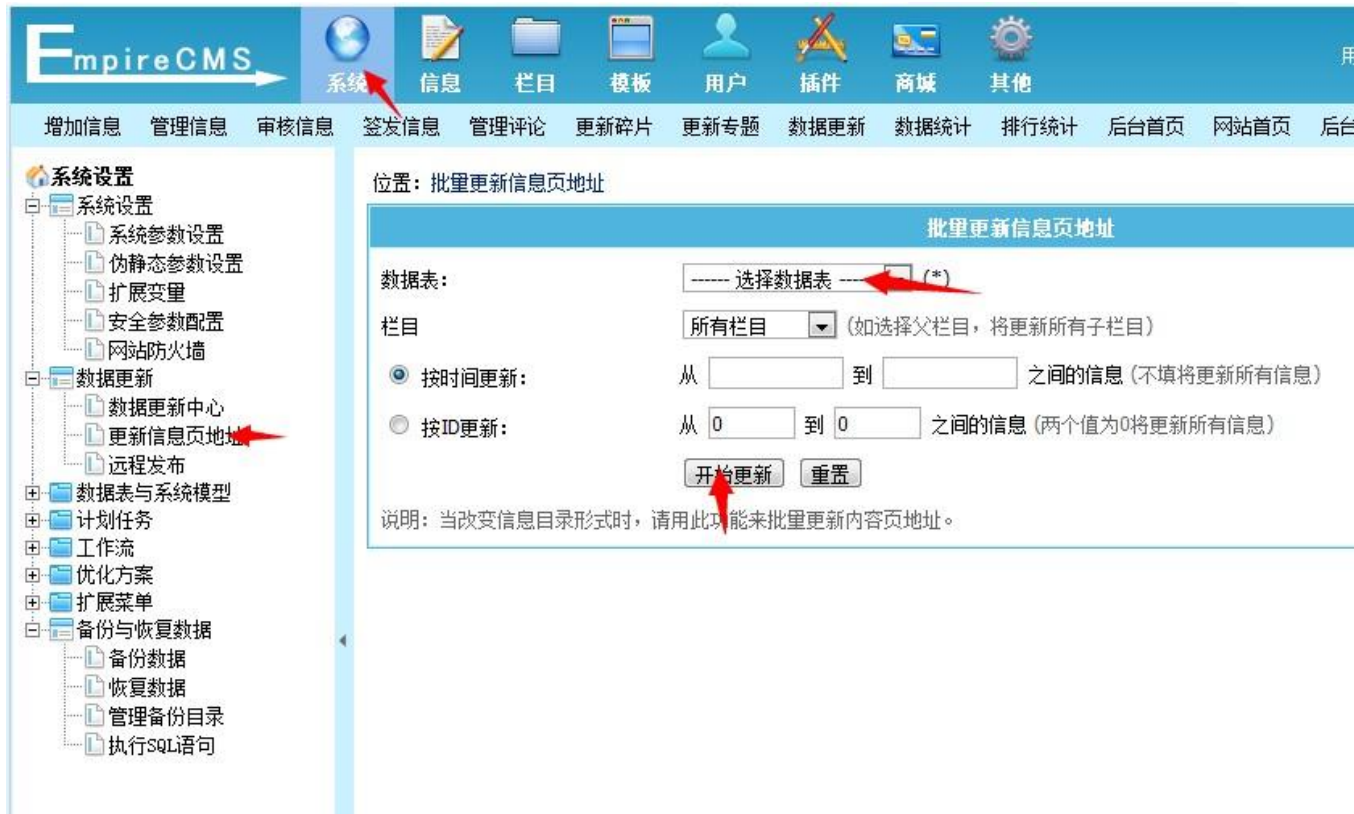 EmpireCMS
系统 信息 栏目 模板 用户 插件 商城 其他
用
增加信息 管理信息 审核信息 签发信息 管理评论 更新碎片 更新专题 数据更新 数据统计 排行统计 后台首页 网站首页 后台
系统设置
系统设置
系统参数设置
伪静态参数设置
扩展变量
安全参数配置
网站防火墙
数据更新
数据更新中心
更新信息页地址
远程发布
数据表与系统模型
计划任务
工作流
优化方案
扩展菜单
备份与恢复数据
备份数据
恢复数据
管理备份目录
执行SQL语句
位置：批量更新信息页地址
批量更新信息页地址
数据表： ------ 选择数据表 ------ (*)
栏目 所有栏目 (如选择父栏目，将更新所有子栏目)
按时间更新： 从 到 之间的信息 (不填将更新所有信息)
按ID更新： 从 0 到 0 之间的信息 (两个值为0将更新所有信息)
开始更新 重置
说明：当改变信息目录形式时，请用此功能来批量更新内容页地址。